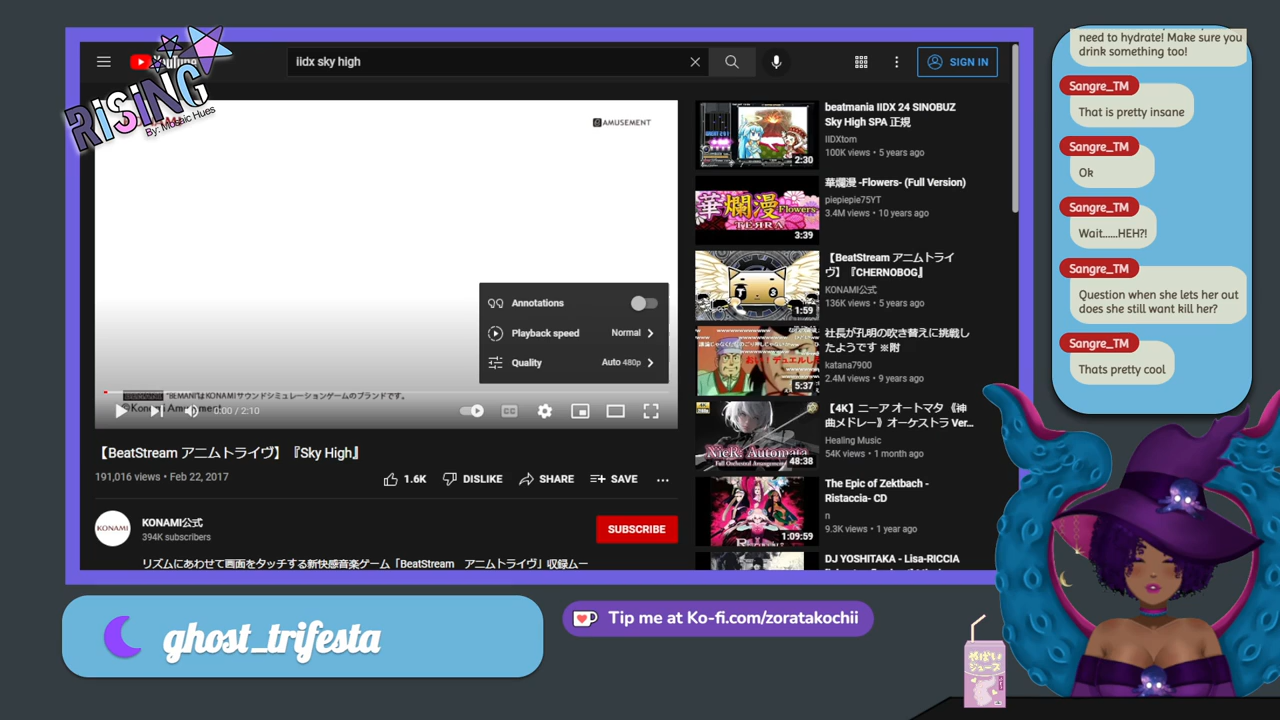 RISING
By: Mosaic Hues
iidx sky high
SIGN IN
AMUSEMENT
Annotations
Playback speed
Normal
Quality
Auto 480p
"BEMANIはKONAMIサウンドシミュレーションゲームのブランドです。
0:00 / 2:10
【BeatStream アニムトライヴ】『Sky High』
191,016 views • Feb 22, 2017
1.6K
DISLIKE
SHARE
SAVE
KONAMI
KONAMI公式
394K subscribers
SUBSCRIBE
リズムにあわせて画面をタッチする新快感音楽ゲーム「BeatStream アニムトライヴ」収録ムー
2:30
beatmania IIDX 24 SINOBUZ
Sky High SPA 正規
IIDXtom
100K views • 5 years ago
華爛漫
Flowers
TERRA
3:39
華爛漫 -Flowers- (Full Version)
piepiepie75YT
3.4M views • 10 years ago
1:59
【BeatStream アニムトライ
ヴ】『CHERNOBOG』
KONAMI公式
136K views • 5 years ago
5:37
社長が孔明の吹き替えに挑戦し
たようです ※附
katana7900
2.4M views • 9 years ago
NieR: Automata
48:38
【4K】ニーア オートマタ 《神
曲メドレー》オーケストラ Ver...
Healing Music
54K views • 1 month ago
1:09:59
The Epic of Zektbach -
Ristaccia- CD
n
9.3K views • 1 year ago
DJ YOSHITAKA - Lisa-RICCIA
need to hydrate! Make sure you
drink something too!
Sangre_TM
That is pretty insane
Sangre_TM
Ok
Sangre_TM
Wait......HEH?!
Sangre_TM
Question when she lets her out
does she still want kill her?
Sangre_TM
Thats pretty cool
ghost_trifesta
Tip me at Ko-fi.com/zoratakochii